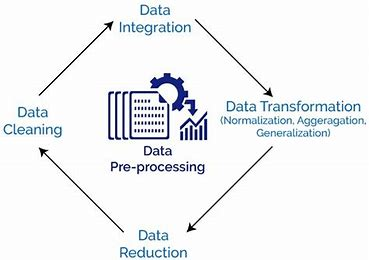 Data
Integration
Data Transformation
(Normalization, Aggeragation,
Generalization)
Data
Cleaning
Data
Pre-processing
Data
Reduction